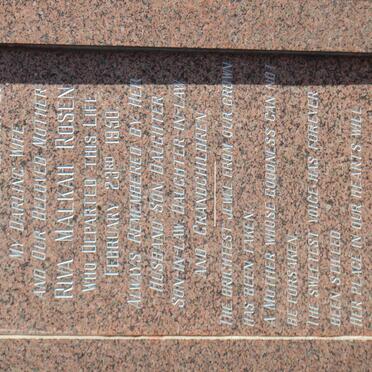 MY DARLING WIFE
AND OUR BELOVED MOTHER
RIVA MALKAH ROSEN
WHO DEPARTED THIS LIFE
FEBRUARY 23RD 1960
ALWAYS REMEMBERED BY HER
HUSBAND SON DAUGHTER
SON-IN-LAW DAUGHTER-IN-LAW
AND GRANDCHILDREN
THE BRIGHTEST JEWEL FROM OUR CROWN
HAS BEEN TAKEN
A MOTHER WHOSE GOODNESS CAN NOT
BE FORSAKEN
THE SWEETEST VOICE HAS FOREVER
BEEN STILLED
HER PLACE IN OUR HEARTS WILL